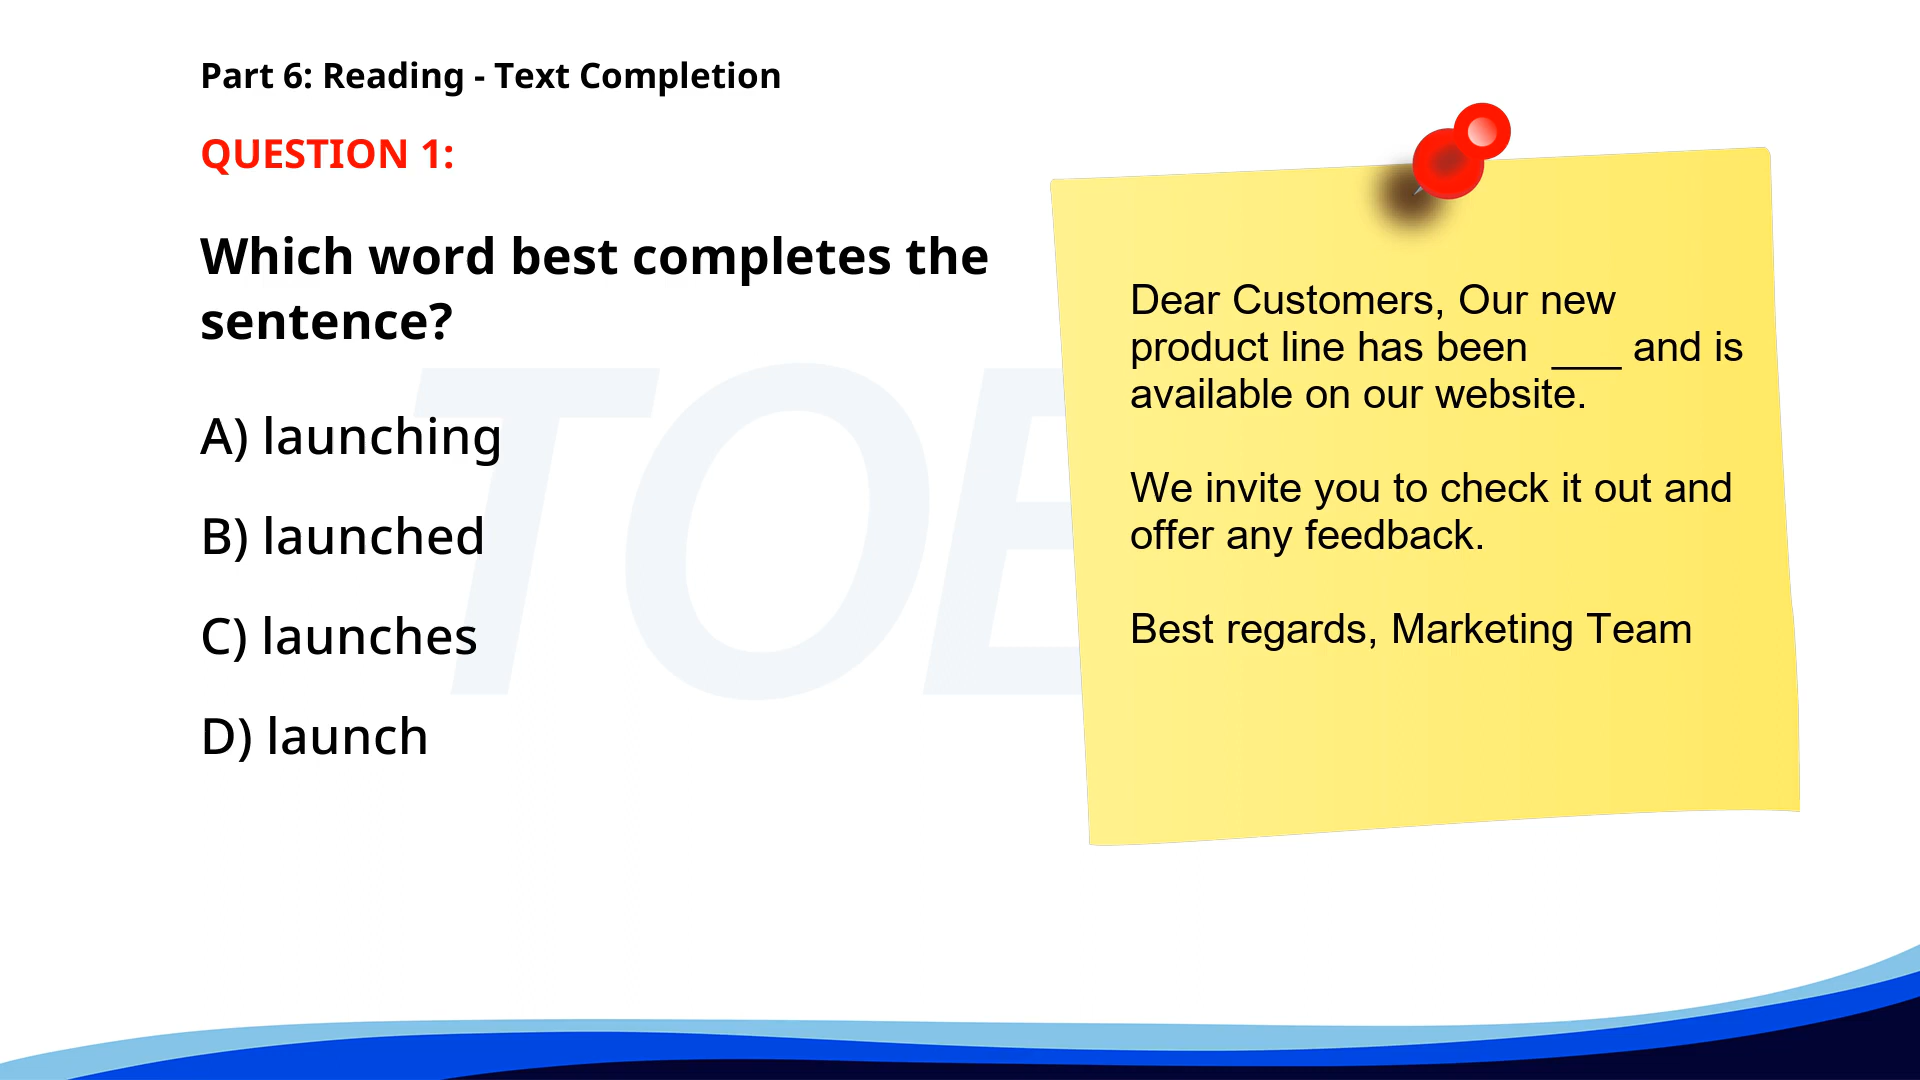 Part 6: Reading - Text Completion
QUESTION 1:
Which word best completes the
sentence?
A) launching
B) launched
C) launches
D) launch
Dear Customers, Our new
product line has been ___ and is
available on our website.
We invite you to check it out and
offer any feedback.
Best regards, Marketing Team
TOE